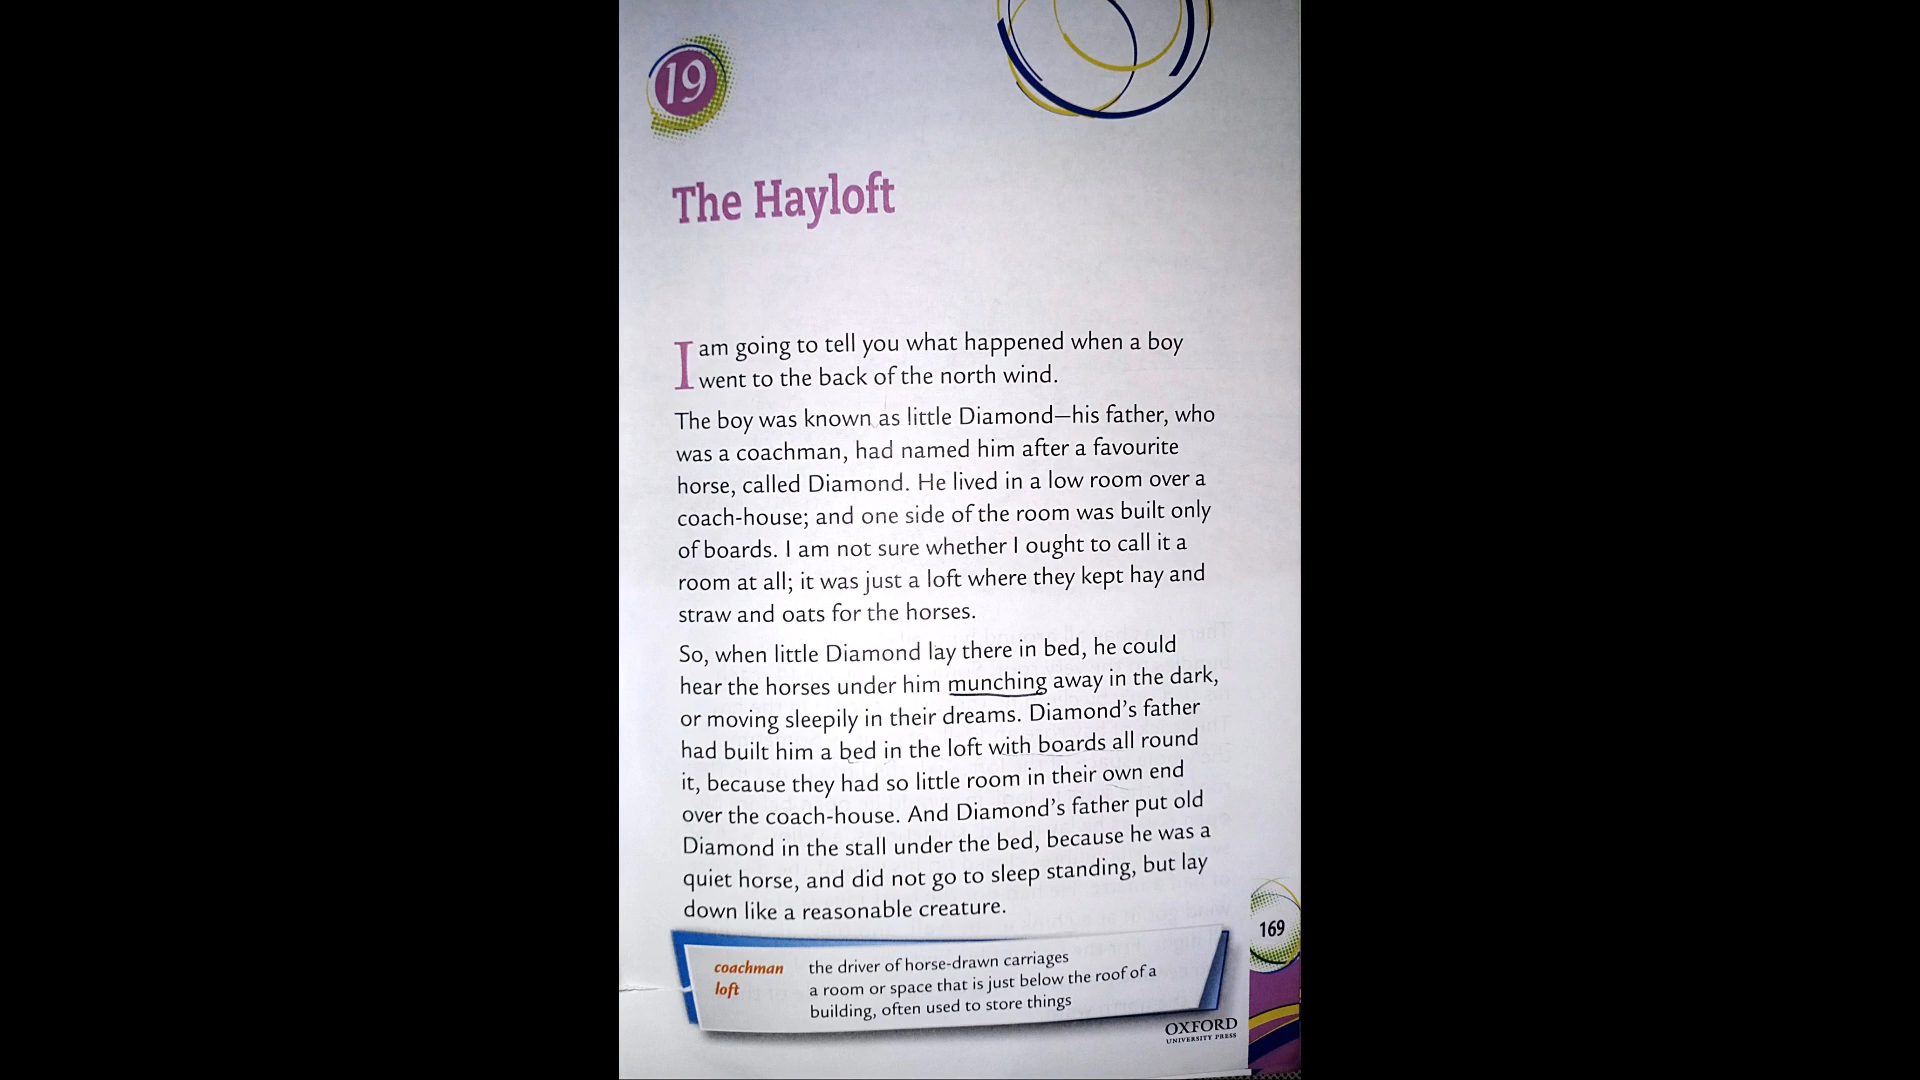 19
The Hayloft
I am going to tell you what happened when a boy
went to the back of the north wind.
The boy was known as little Diamond—his father, who
was a coachman, had named him after a favourite
horse, called Diamond. He lived in a low room over a
coach-house; and one side of the room was built only
of boards. I am not sure whether I ought to call it a
room at all; it was just a loft where they kept hay and
straw and oats for the horses.
So, when little Diamond lay there in bed, he could
hear the horses under him munching away in the dark,
or moving sleepily in their dreams. Diamond’s father
had built him a bed in the loft with boards all round
it, because they had so little room in their own end
over the coach-house. And Diamond’s father put old
Diamond in the stall under the bed, because he was a
quiet horse, and did not go to sleep standing, but lay
down like a reasonable creature.
169
coachman the driver of horse-drawn carriages
loft a room or space that is just below the roof of a
building, often used to store things
OXFORD
UNIVERSITY PRESS